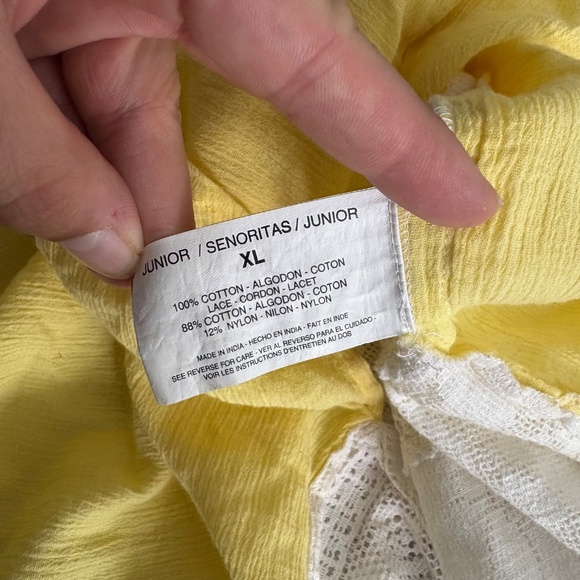 JUNIOR / SENORITAS / JUNIOR
XL
100% COTTON - ALGODON - COTON
LACE - CORDON - LACET
88% COTTON - ALGODON - COTON
12% NYLON - NILON - NYLON
MADE IN INDIA - HECHO EN INDIA - FAIT EN INDE
SEE REVERSE FOR CARE - VER AL REVERSO PARA EL CUIDADO -
VOIR LES INSTRUCTIONS D'ENTRETIEN AU DOS